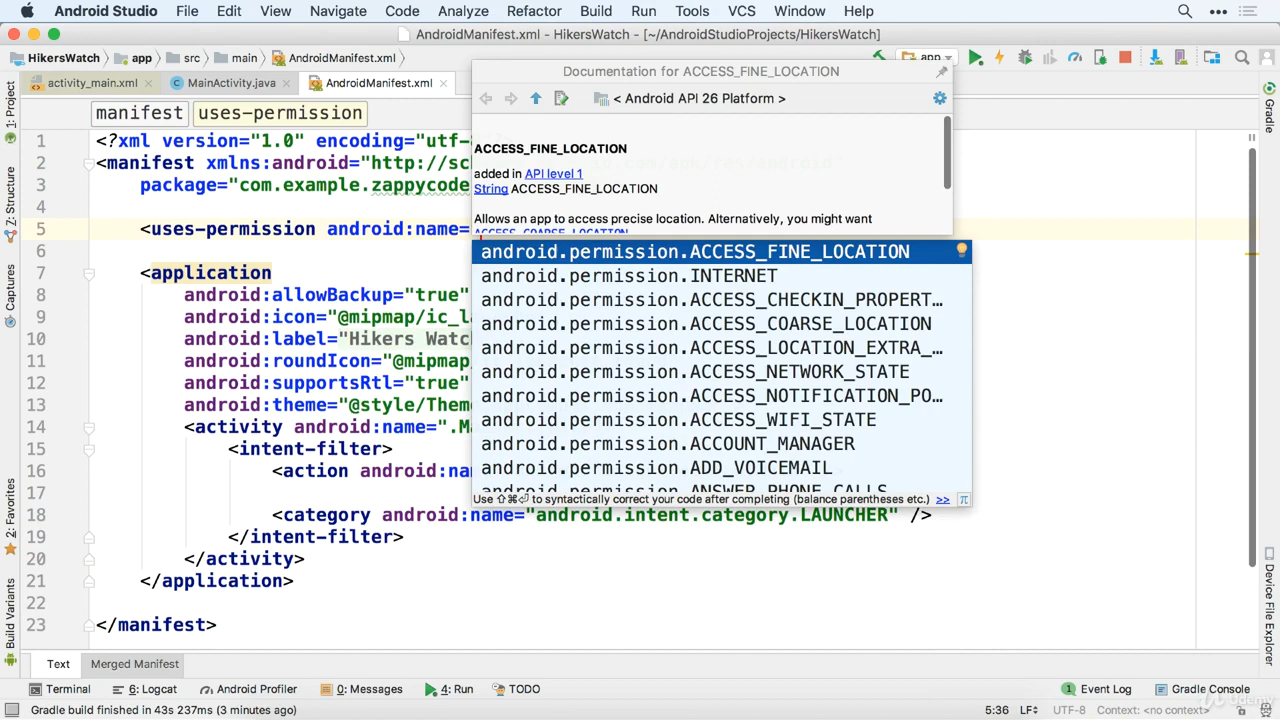 Android Studio File Edit View Navigate Code Analyze Refactor Build Run Tools VCS Window Help
AndroidManifest.xml - HikersWatch - [~/AndroidStudioProjects/HikersWatch]
HikersWatch app src main AndroidManifest.xml app
activity_main.xml MainActivity.java AndroidManifest.xml
Documentation for ACCESS_FINE_LOCATION
< Android API 26 Platform >
ACCESS_FINE_LOCATION
added in API level 1
String ACCESS_FINE_LOCATION
Allows an app to access precise location. Alternatively, you might want
ACCESS_COARSE_LOCATION
manifest uses-permission
1 <?xml version="1.0" encoding="utf-8
2 <manifest xmlns:android="http://sc
3 package="com.example.zappycode
4
5 <uses-permission android:name="
6
7 <application
8 android:allowBackup="true"
9 android:icon="@mipmap/ic_la
10 android:label="Hikers Watc
11 android:roundIcon="@mipmap
12 android:supportsRtl="true"
13 android:theme="@style/Them
14 <activity android:name=".M
15 <intent-filter>
16 <action android:na
17
18 <category android:name="android.intent.category.LAUNCHER" />
19 </intent-filter>
20 </activity>
21 </application>
22
23 </manifest>
android.permission.ACCESS_FINE_LOCATION
android.permission.INTERNET
android.permission.ACCESS_CHECKIN_PROPERT…
android.permission.ACCESS_COARSE_LOCATION
android.permission.ACCESS_LOCATION_EXTRA_…
android.permission.ACCESS_NETWORK_STATE
android.permission.ACCESS_NOTIFICATION_PO…
android.permission.ACCESS_WIFI_STATE
android.permission.ACCOUNT_MANAGER
android.permission.ADD_VOICEMAIL
android.permission.ANSWER_PHONE_CALLS
Use ⇧⌘⏎ to syntactically correct your code after completing (balance parentheses etc.) >> π
1: Project
Z: Structure
Captures
2: Favorites
Build Variants
Gradle
Device File Explorer
Text Merged Manifest
Terminal 6: Logcat Android Profiler 0: Messages 4: Run TODO 1 Event Log Gradle Console
Gradle build finished in 43s 237ms (3 minutes ago) 5:36 LF UTF-8 Context: <no context>
Udemy